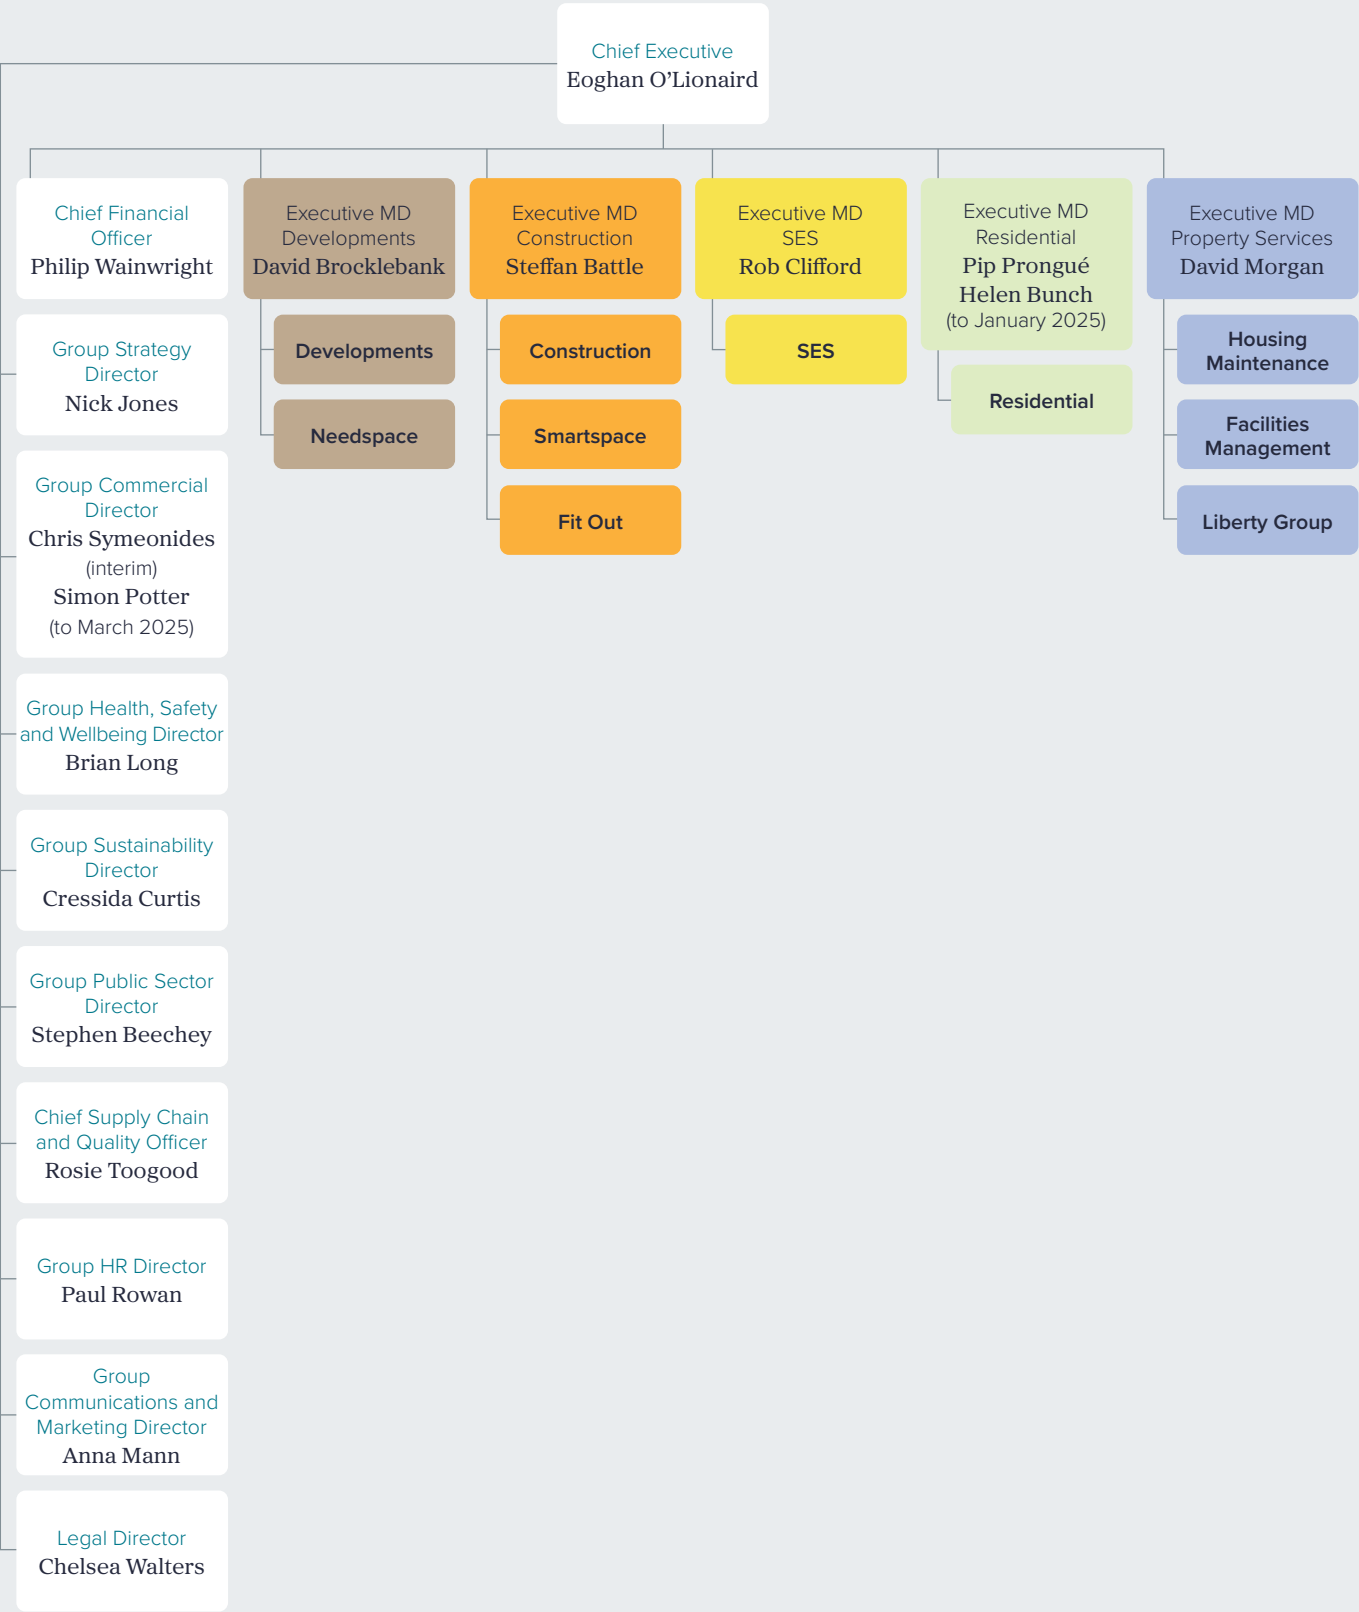 Chief Executive
Eoghan O’Lionaird
Chief Financial
Officer
Philip Wainwright
Executive MD
Developments
David Brocklebank
Executive MD
Construction
Steffan Battle
Executive MD
SES
Rob Clifford
Executive MD
Residential
Pip Prongué
Helen Bunch
(to January 2025)
Executive MD
Property Services
David Morgan
Developments
Needspace
Construction
Smartspace
Fit Out
SES
Residential
Housing
Maintenance
Facilities
Management
Liberty Group
Group Strategy
Director
Nick Jones
Group Commercial
Director
Chris Symeonides
(interim)
Simon Potter
(to March 2025)
Group Health, Safety
and Wellbeing Director
Brian Long
Group Sustainability
Director
Cressida Curtis
Group Public Sector
Director
Stephen Beechey
Chief Supply Chain
and Quality Officer
Rosie Toogood
Group HR Director
Paul Rowan
Group
Communications and
Marketing Director
Anna Mann
Legal Director
Chelsea Walters